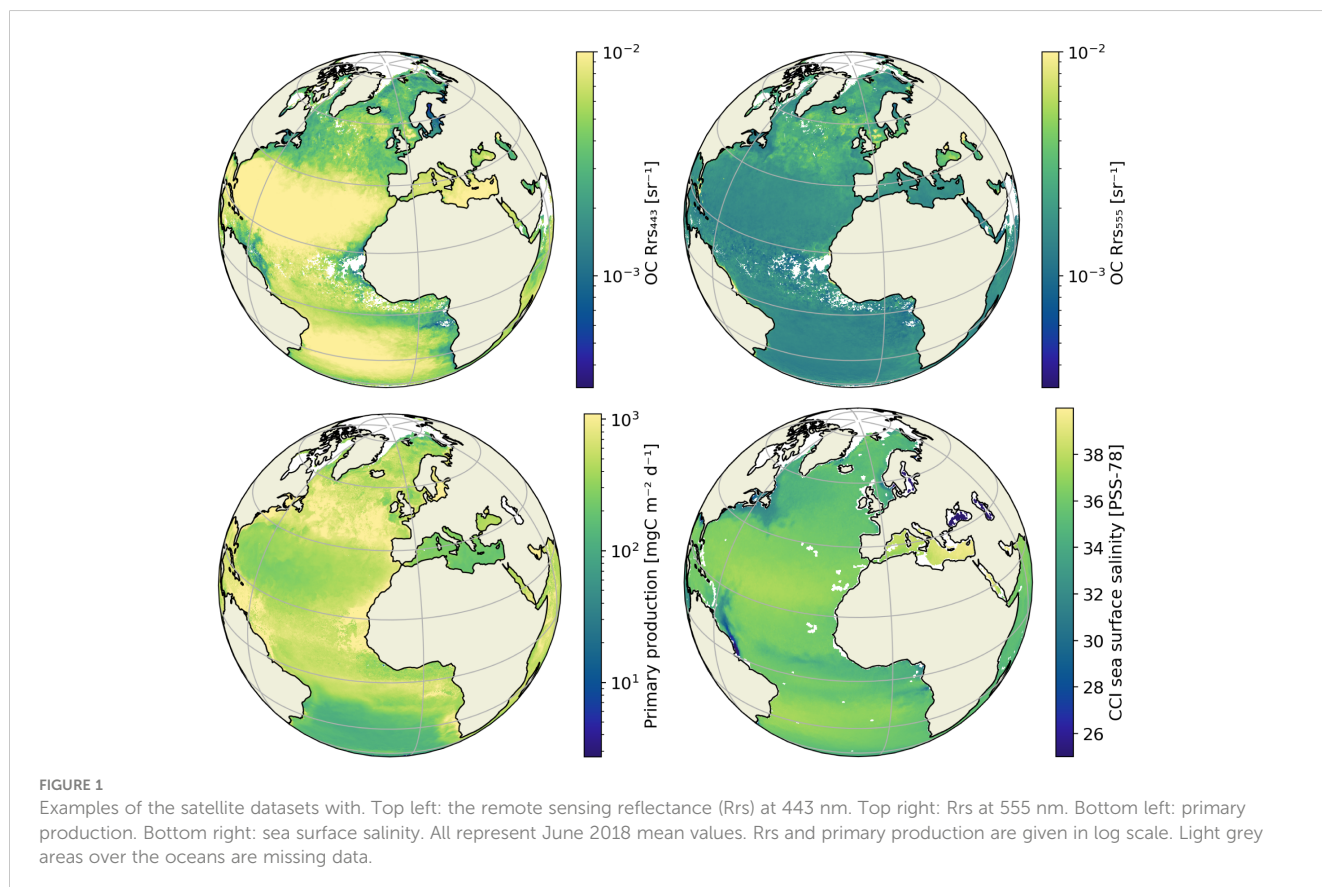 10⁻²
10⁻³
OC Rrs₄₄₃ [sr⁻¹]
10⁻²
10⁻³
OC Rrs₅₅₅ [sr⁻¹]
10³
10²
10¹
Primary production [mgC m⁻² d⁻¹]
38
36
34
32
30
28
26
CCI sea surface salinity [PSS-78]
FIGURE 1
Examples of the satellite datasets with. Top left: the remote sensing reflectance (Rrs) at 443 nm. Top right: Rrs at 555 nm. Bottom left: primary
production. Bottom right: sea surface salinity. All represent June 2018 mean values. Rrs and primary production are given in log scale. Light grey
areas over the oceans are missing data.